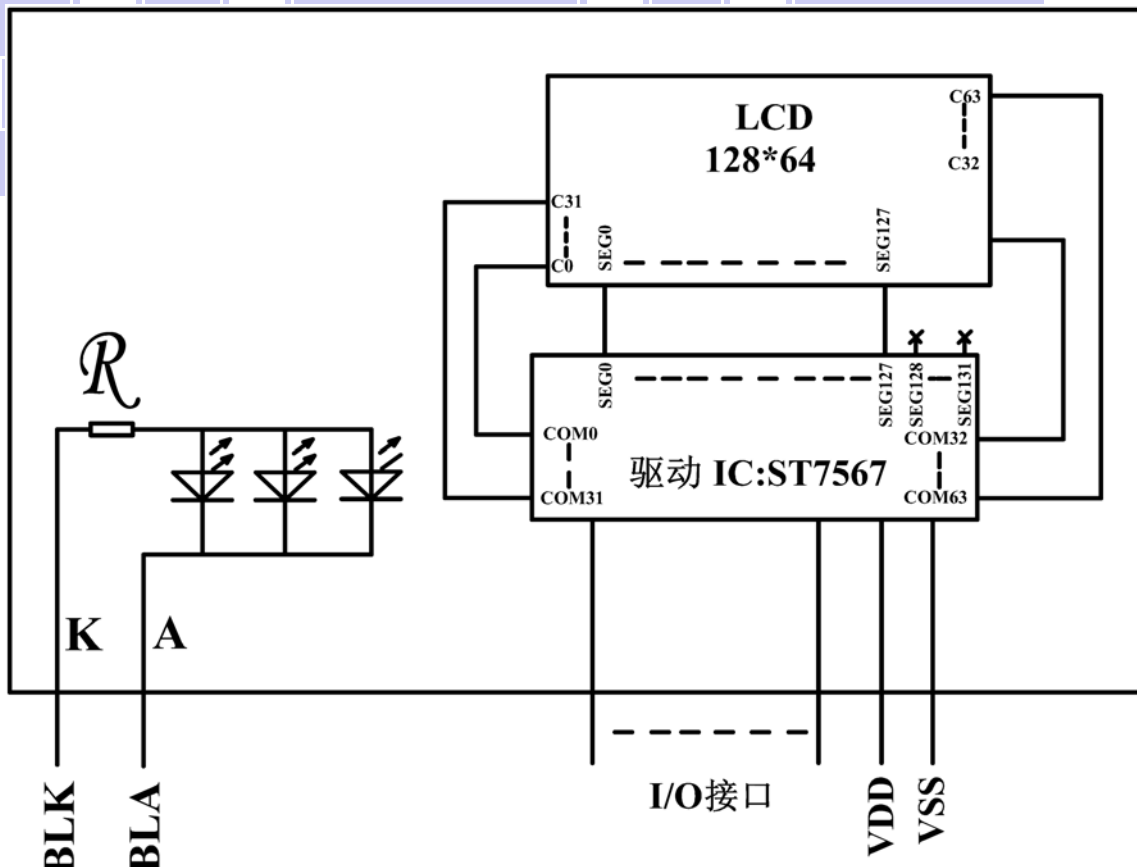 LCD
128*64
C63
C32
C31
C0
SEG0
SEG127
R
SEG0
SEG127
SEG128
SEG131
COM0
COM32
驱动 IC:ST7567
COM31
COM63
K
A
BLK
BLA
I/O接口
VDD
VSS